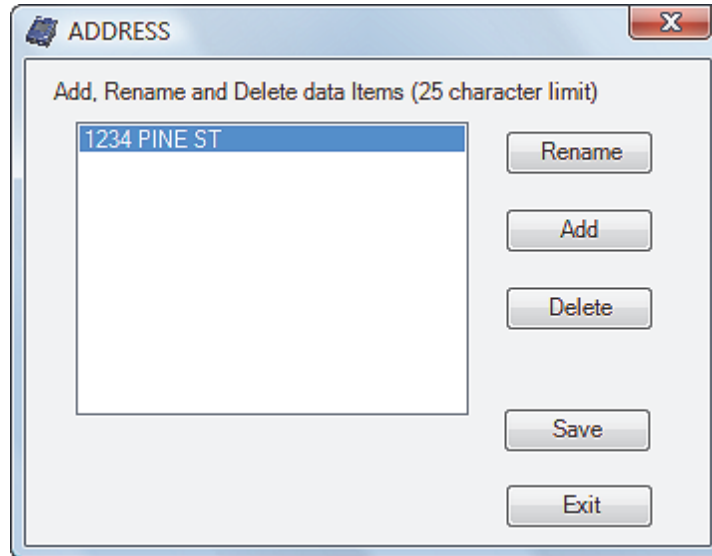 ADDRESS
Add, Rename and Delete data Items (25 character limit)
1234 PINE ST
Rename
Add
Delete
Save
Exit